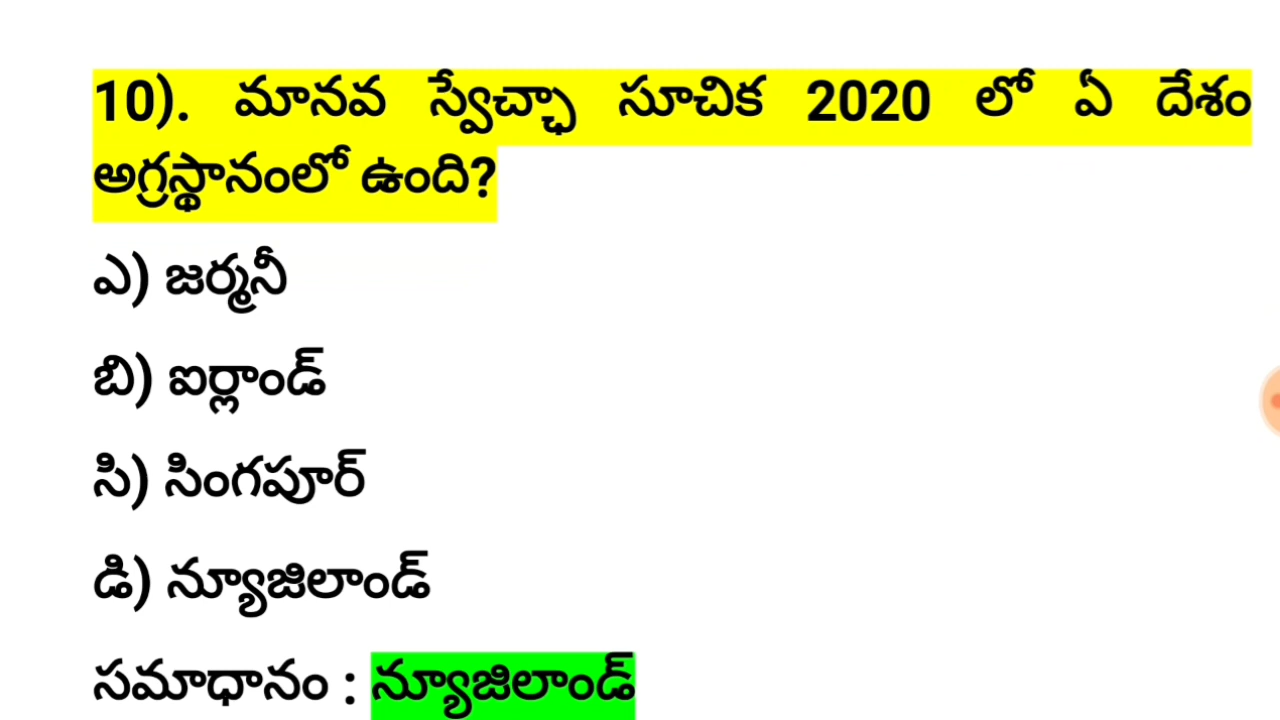 10). మానవ స్వేచ్ఛా సూచిక 2020 లో ఏ దేశం
అగ్రస్థానంలో ఉంది?
ఎ) జర్మనీ
బి) ఐర్లాండ్
సి) సింగపూర్
డి) న్యూజిలాండ్
సమాధానం : న్యూజిలాండ్